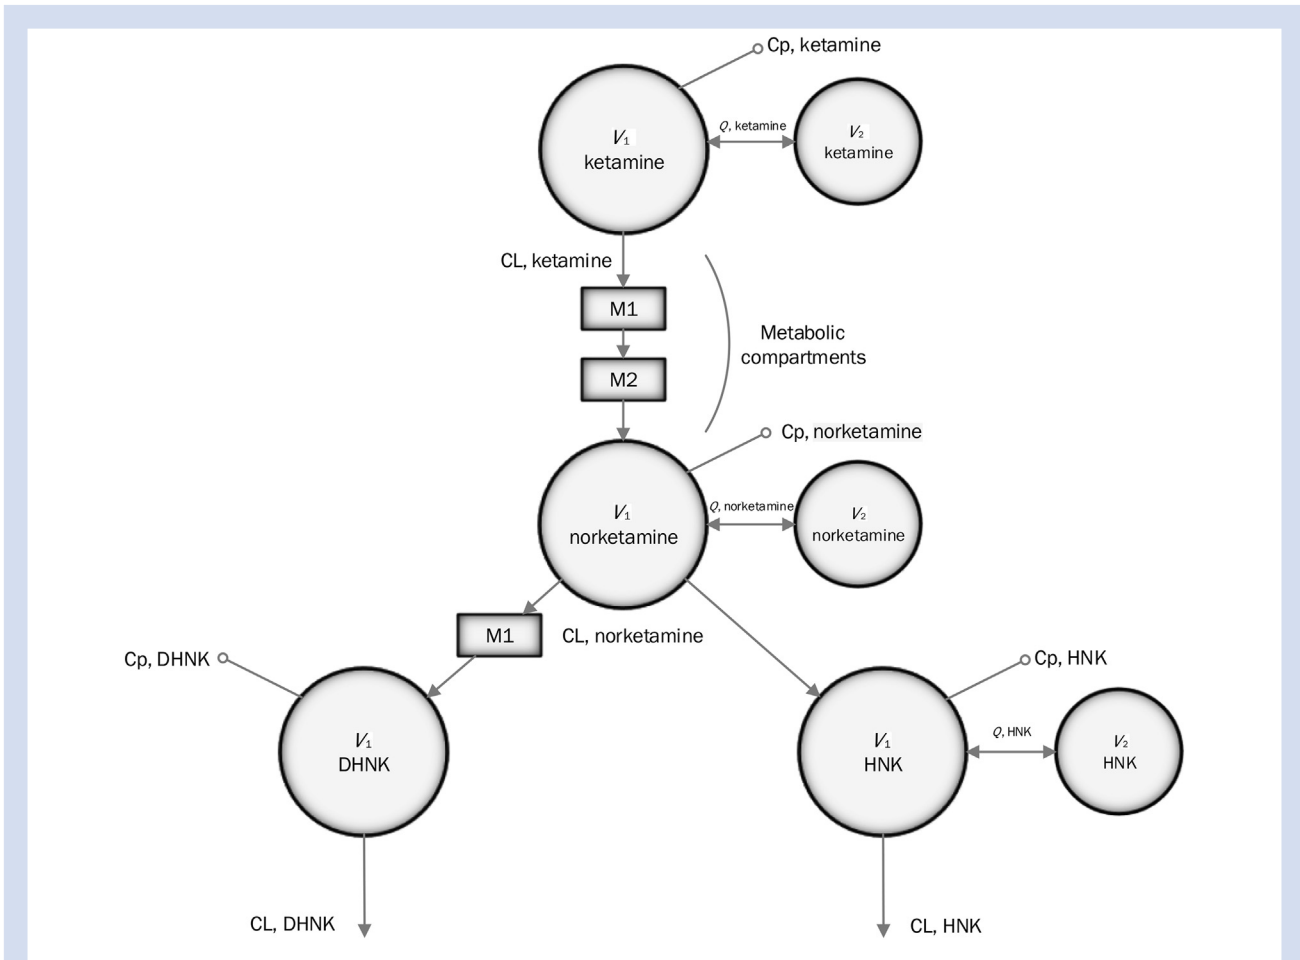 Cp, ketamine
Q, ketamine
V₁
ketamine
V₂
ketamine
CL, ketamine
M1
Metabolic
compartments
M2
Cp, norketamine
Q, norketamine
V₁
norketamine
V₂
norketamine
M1
CL, norketamine
Cp, DHNK
Cp, HNK
V₁
DHNK
V₁
HNK
Q, HNK
V₂
HNK
CL, DHNK
CL, HNK